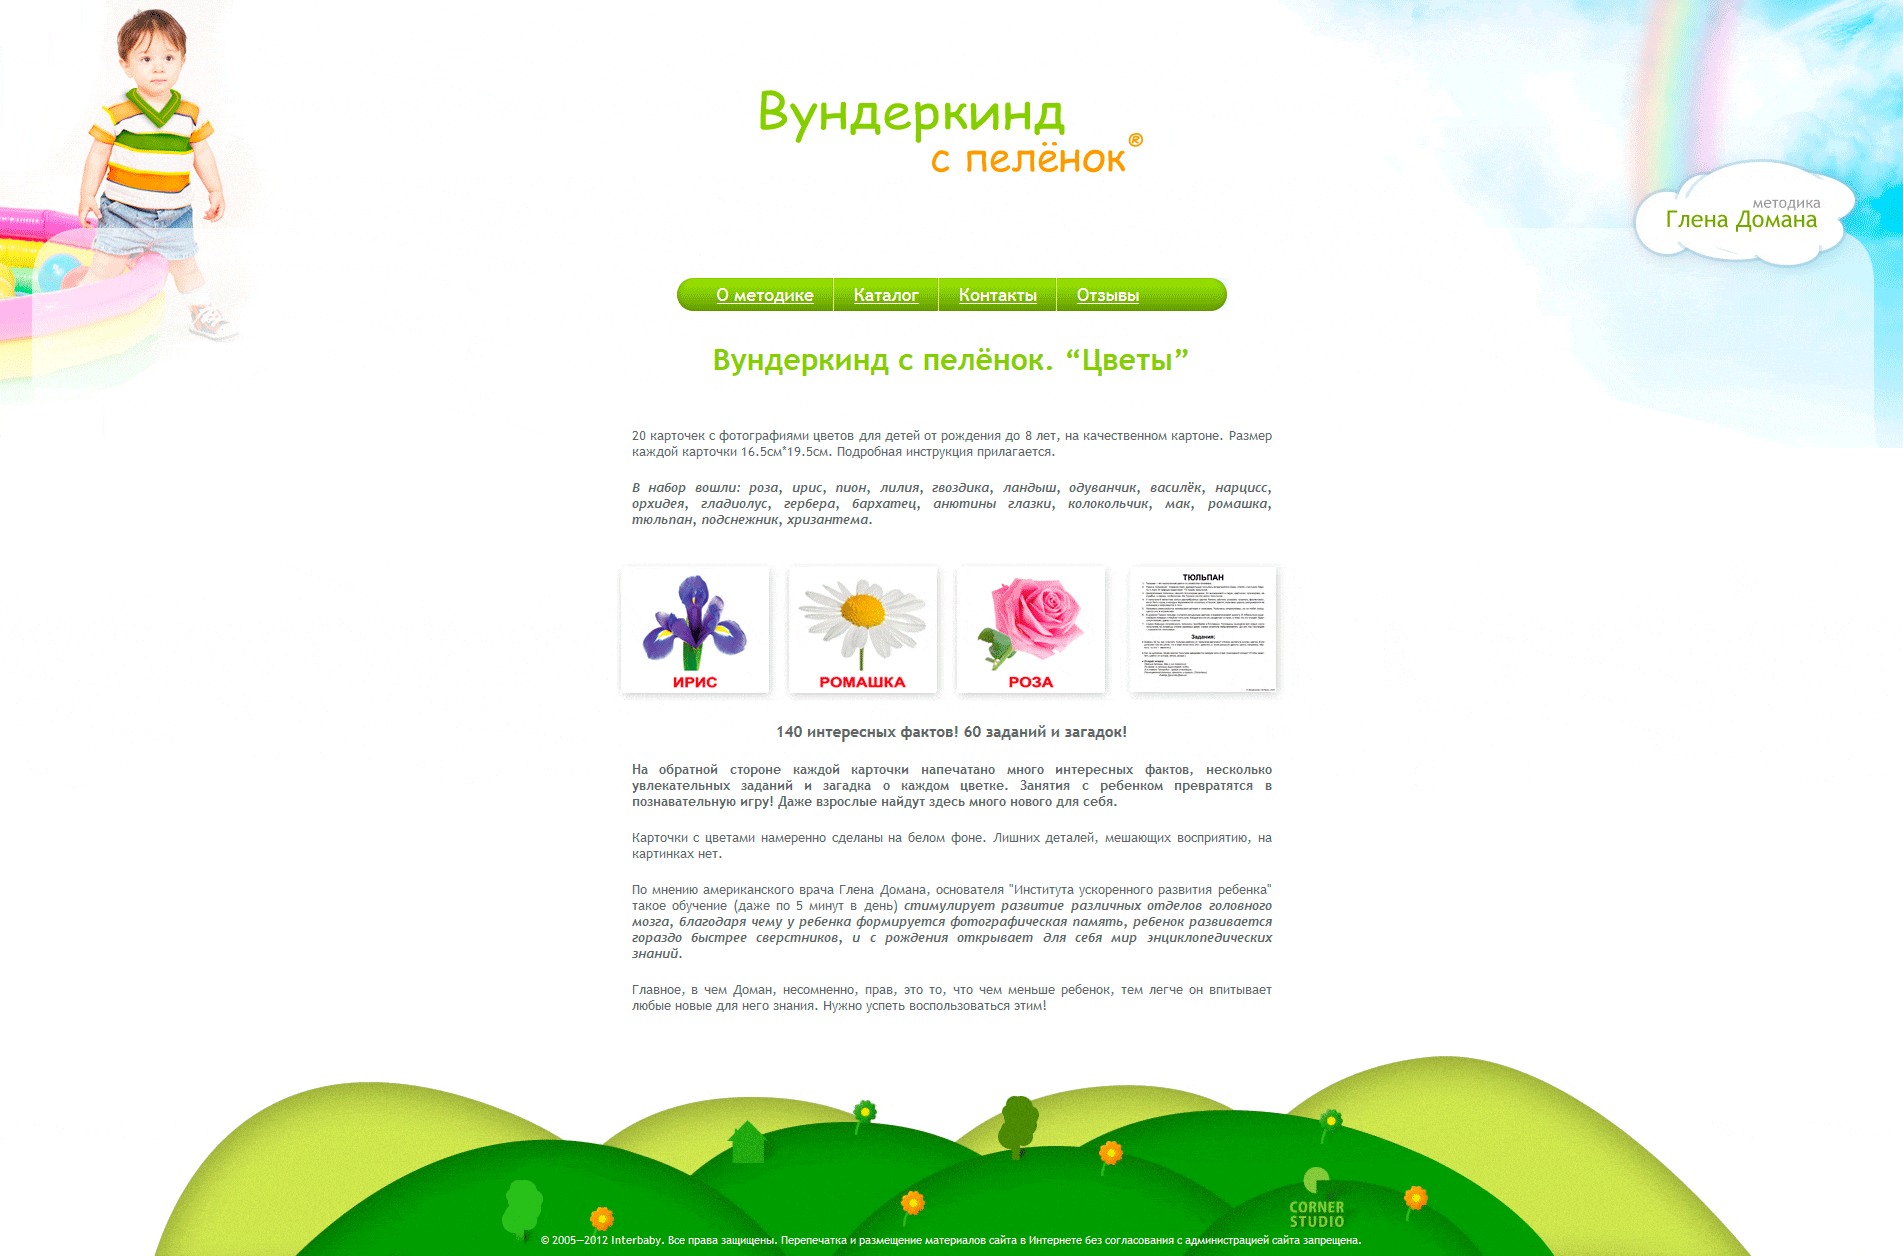 Вундеркинд
с пелёнок®
методика
Глена Домана
О методике Каталог Контакты Отзывы
Вундеркинд с пелёнок. “Цветы”
20 карточек с фотографиями цветов для детей от рождения до 8 лет, на качественном картоне. Размер
каждой карточки 16.5см*19.5см. Подробная инструкция прилагается.
В набор вошли: роза, ирис, пион, лилия, гвоздика, ландыш, одуванчик, василёк, нарцисс,
орхидея, гладиолус, гербера, бархатец, анютины глазки, колокольчик, мак, ромашка,
тюльпан, подснежник, хризантема.
ИРИС
РОМАШКА
РОЗА
ТЮЛЬПАН
Задания:
140 интересных фактов! 60 заданий и загадок!
На обратной стороне каждой карточки напечатано много интересных фактов, несколько
увлекательных заданий и загадка о каждом цветке. Занятия с ребенком превратятся в
познавательную игру! Даже взрослые найдут здесь много нового для себя.
Карточки с цветами намеренно сделаны на белом фоне. Лишних деталей, мешающих восприятию, на
картинках нет.
По мнению американского врача Глена Домана, основателя "Института ускоренного развития ребенка"
такое обучение (даже по 5 минут в день) стимулирует развитие различных отделов головного
мозга, благодаря чему у ребенка формируется фотографическая память, ребенок развивается
гораздо быстрее сверстников, и с рождения открывает для себя мир энциклопедических
знаний.
Главное, в чем Доман, несомненно, прав, это то, что чем меньше ребенок, тем легче он впитывает
любые новые для него знания. Нужно успеть воспользоваться этим!
CORNER
STUDIO
© 2005—2012 Interbaby. Все права защищены. Перепечатка и размещение материалов сайта в Интернете без согласования с администрацией сайта запрещена.